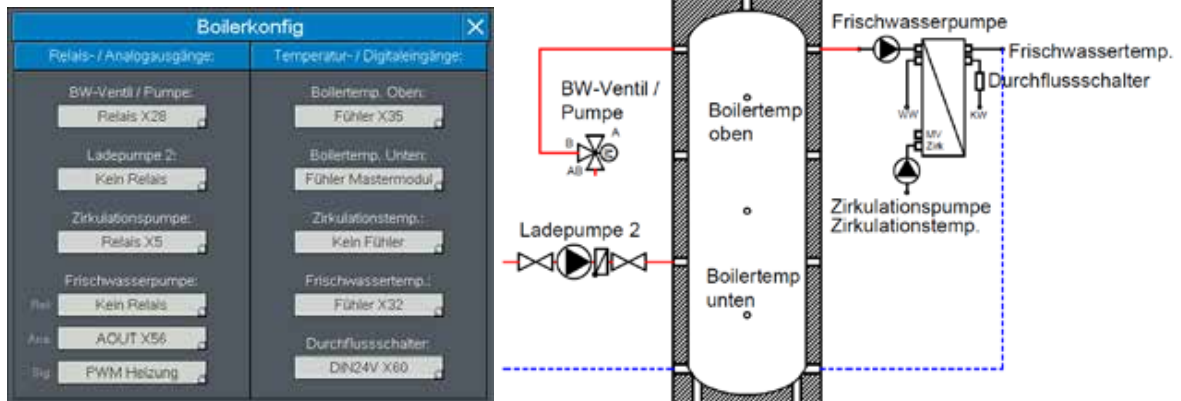 Boilerkonfig
Relais- / Analogausgänge:
Temperatur- / Digitaleingänge:
BW-Ventil / Pumpe:
Relais X28
Boilertemp. Oben:
Fühler X35
Ladepumpe 2:
Kein Relais
Boilertemp. Unten:
Fühler Mastermodul
Zirkulationspumpe:
Relais X5
Zirkulationstemp.:
Kein Fühler
Frischwasserpumpe:
Rel:
Kein Relais
Frischwassertemp.:
Fühler X32
Ana:
AOUT X56
Sig:
PWM Heizung
Durchflussschalter:
DIN24V X60
BW-Ventil /
Pumpe
A
B
AB
M
Ladepumpe 2
Boilertemp
oben
Boilertemp
unten
Frischwasserpumpe
Frischwassertemp.
Durchflussschalter
WW
KW
MV
Zirk
Zirkulationspumpe
Zirkulationstemp.